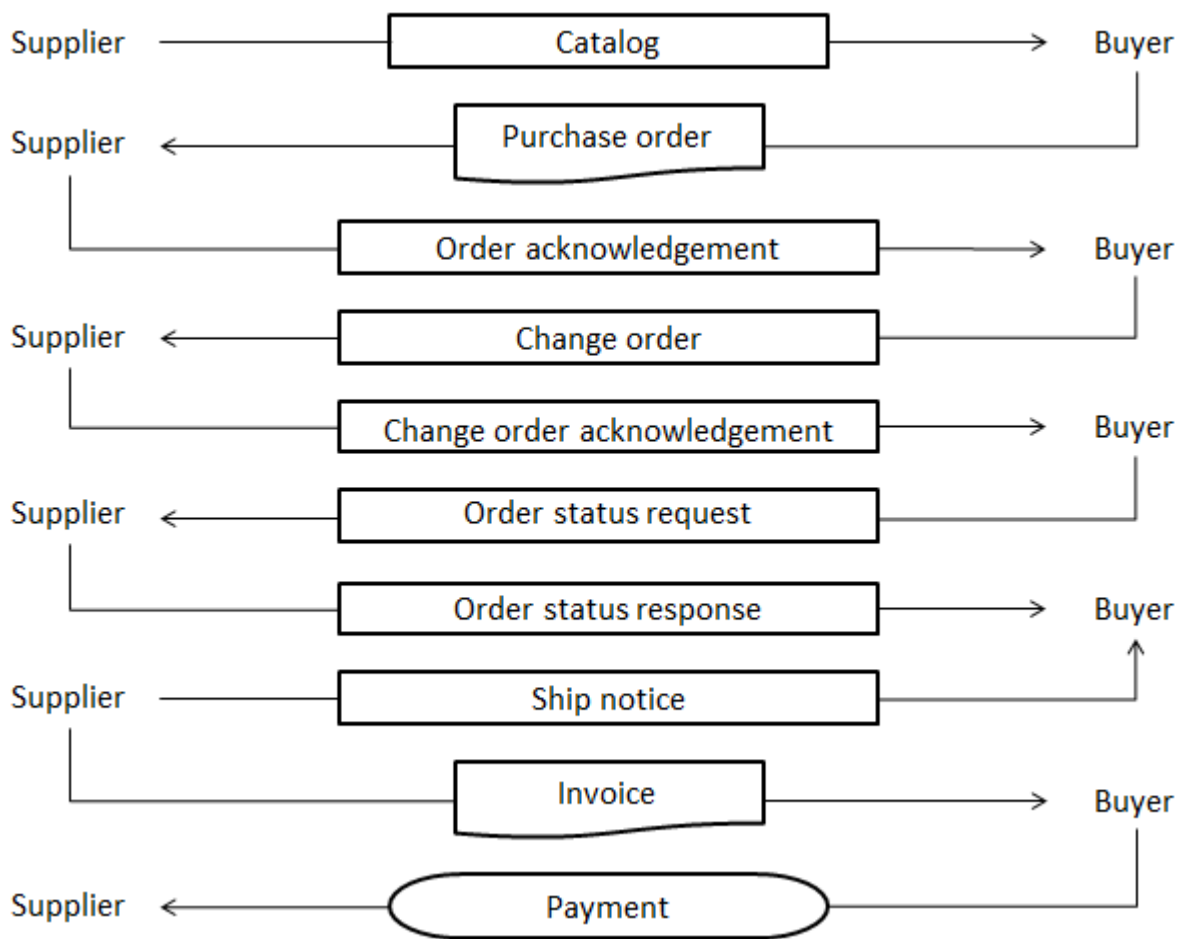 Supplier Catalog Buyer
Supplier Purchase order
Order acknowledgement Buyer
Supplier Change order
Change order acknowledgement Buyer
Supplier Order status request
Order status response Buyer
Supplier Ship notice
Invoice Buyer
Supplier Payment